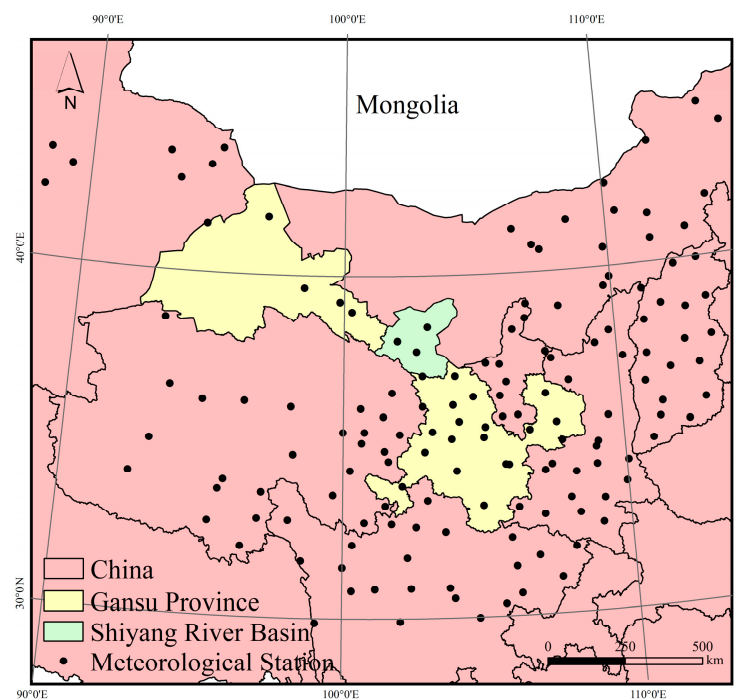 90°0'E 100°0'E 110°0'E
N
Mongolia
40°0'E
30°0'N
China
Gansu Province
Shiyang River Basin
Mcteorological Station
0 250 500
km
90°0'E 100°0'E 110°0'E